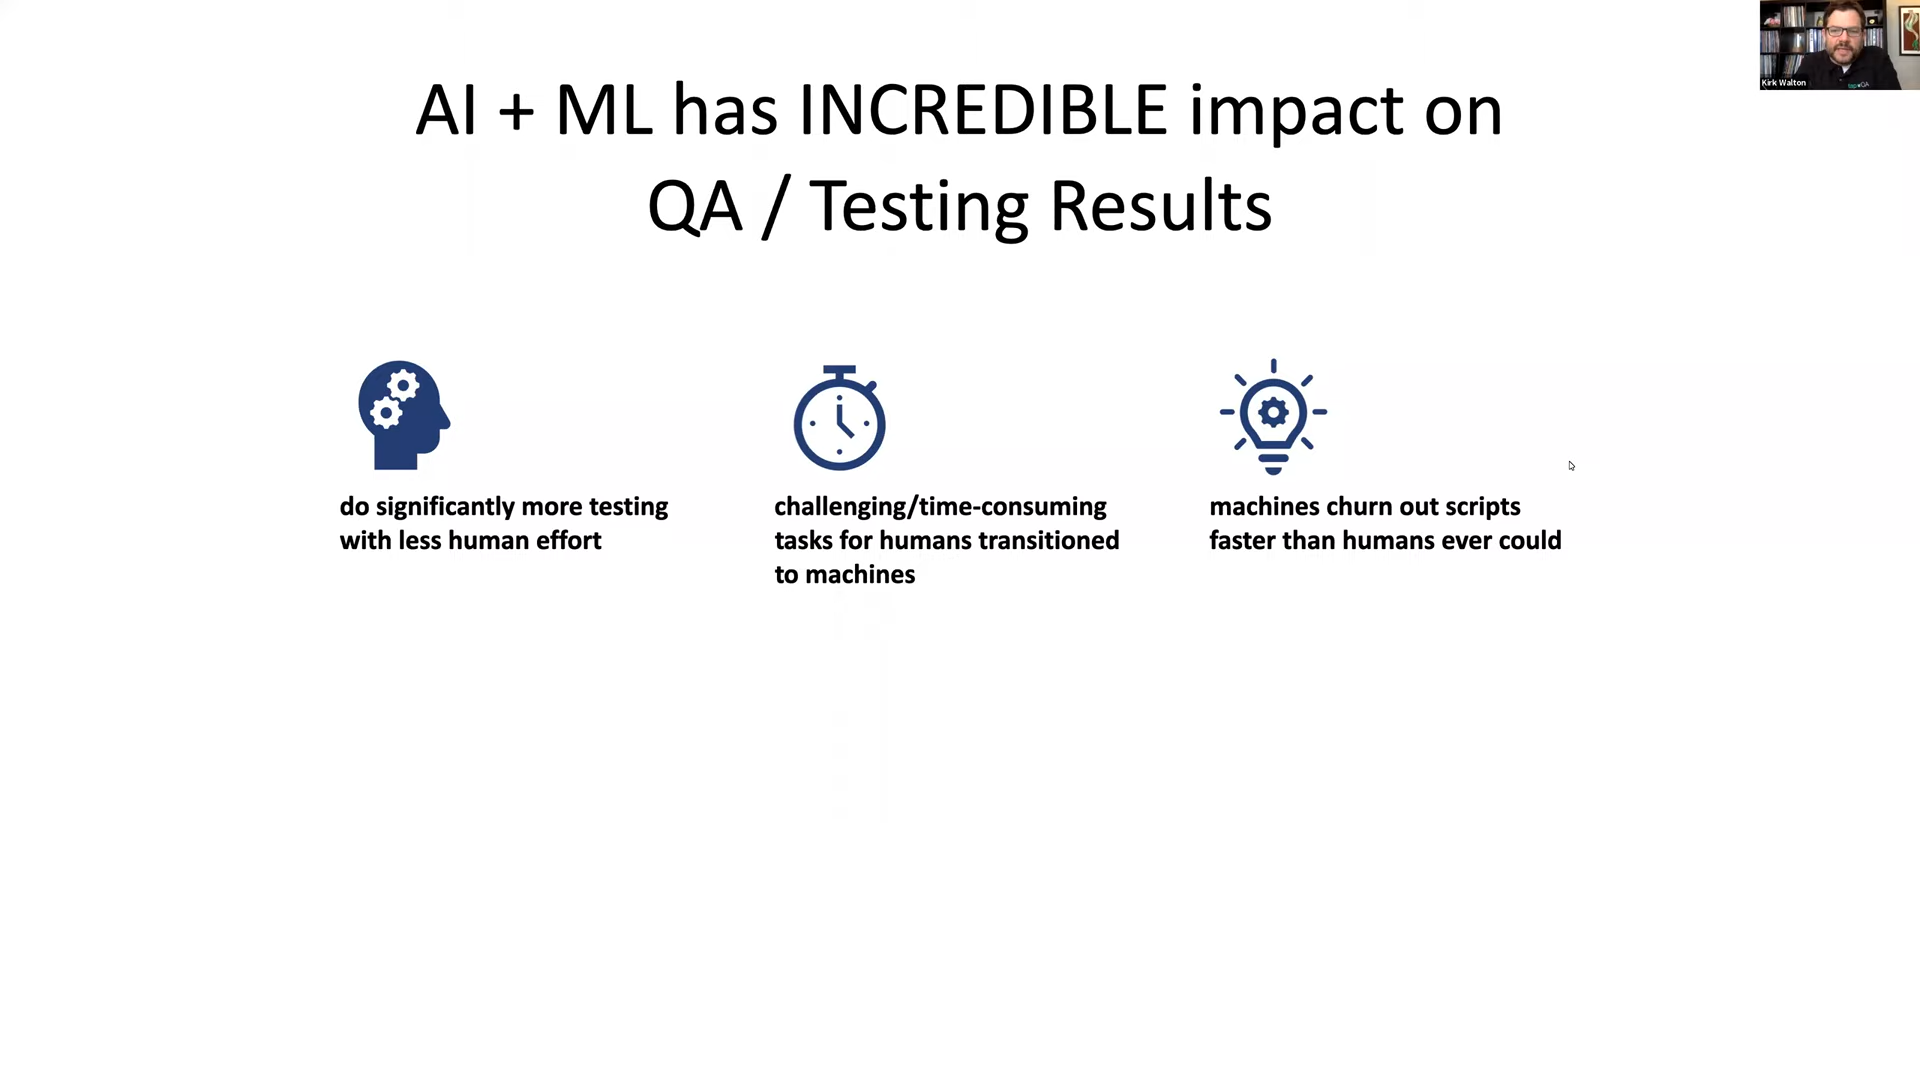 AI + ML has INCREDIBLE impact on
QA / Testing Results
Kirk Walton
do significantly more testing
with less human effort
challenging/time-consuming
tasks for humans transitioned
to machines
machines churn out scripts
faster than humans ever could